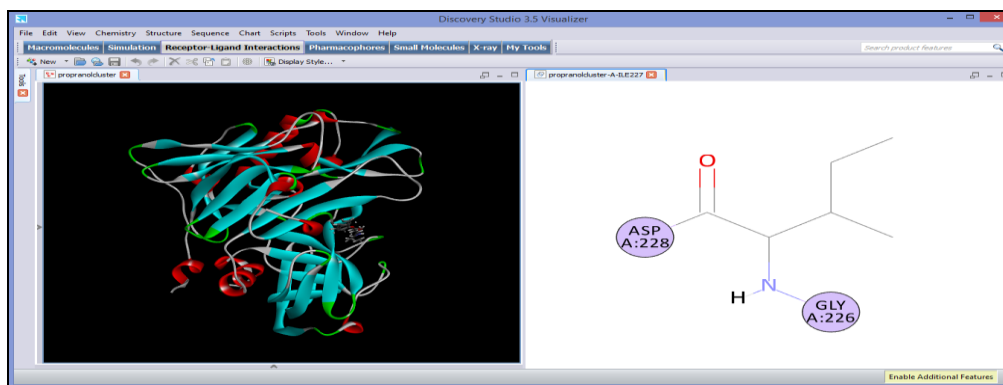 Discovery Studio 3.5 Visualizer
File Edit View Chemistry Structure Sequence Chart Scripts Tools Window Help
Macromolecules Simulation Receptor-Ligand Interactions Pharmacophores Small Molecules X-ray My Tools Search product features
New Display Style...
Tools propranolcluster propranolcluster-A-ILE227
O
ASP
A:228
N
H
GLY
A:226
Enable Additional Features